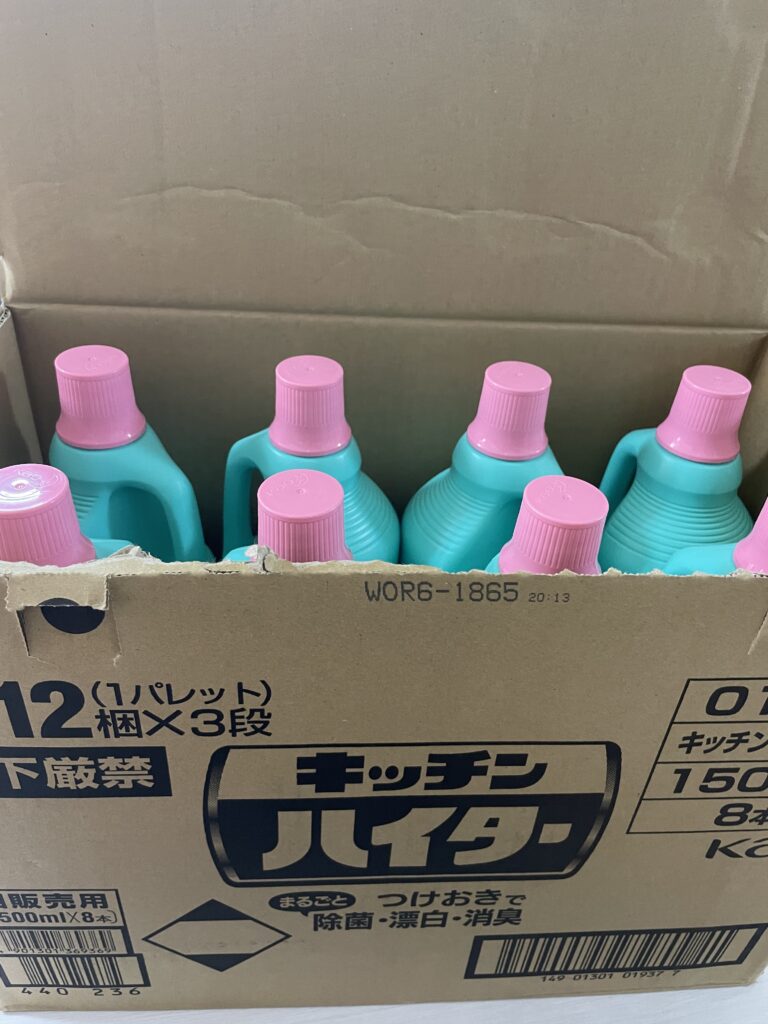 WOR6-1865 20:13
12(1パレット)
梱×3段
下厳禁
キッチン
ハイター
まるごと つけおきで
除菌・漂白・消臭
01
キッチン
150
8本
Ka
販売用
500ml×8本
4901301367369
440 236
149 01301 01937 7